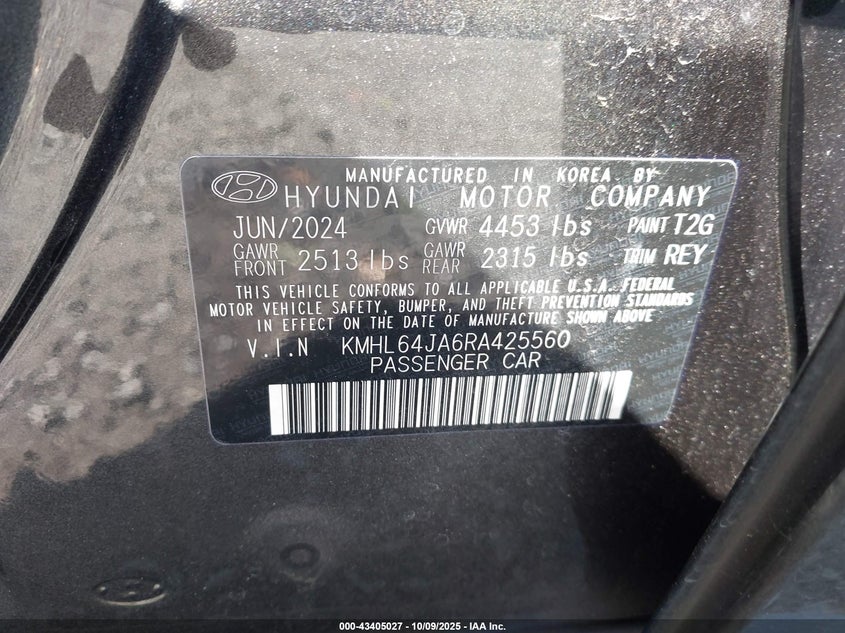 MANUFACTURED IN KOREA BY
HYUNDAI MOTOR COMPANY
JUN/2024 GVWR 4453 lbs PAINT T2G
GAWR FRONT 2513 lbs GAWR REAR 2315 lbs TRIM REY
THIS VEHICLE CONFORMS TO ALL APPLICABLE U.S.A. FEDERAL
MOTOR VEHICLE SAFETY, BUMPER, AND THEFT PREVENTION STANDARDS
IN EFFECT ON THE DATE OF MANUFACTURE SHOWN ABOVE
V.I.N KMHL64JA6RA425560
PASSENGER CAR
000-43405027 - 10/09/2025 - IAA Inc.